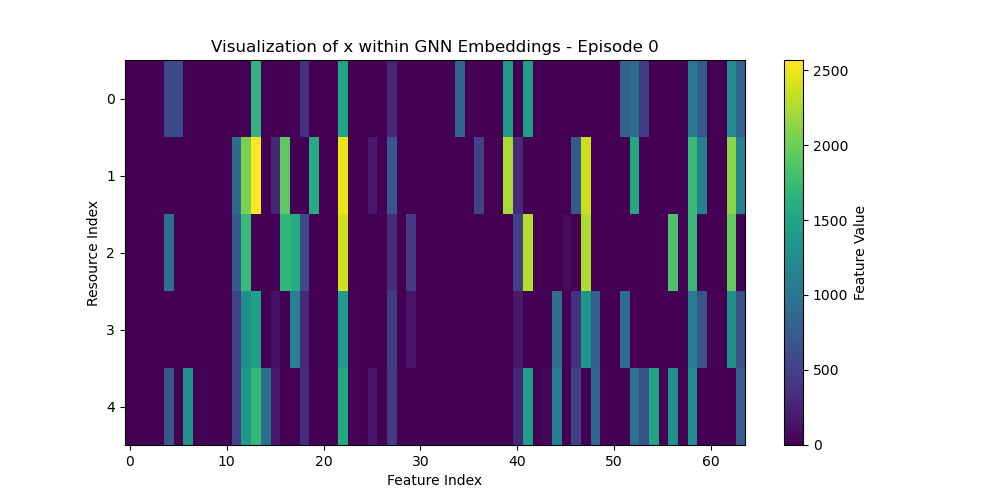 Visualization of x within GNN Embeddings - Episode 0
Resource Index
0
1
2
3
4
0 10 20 30 40 50 60
Feature Index
2500
2000
1500
1000
500
0
Feature Value